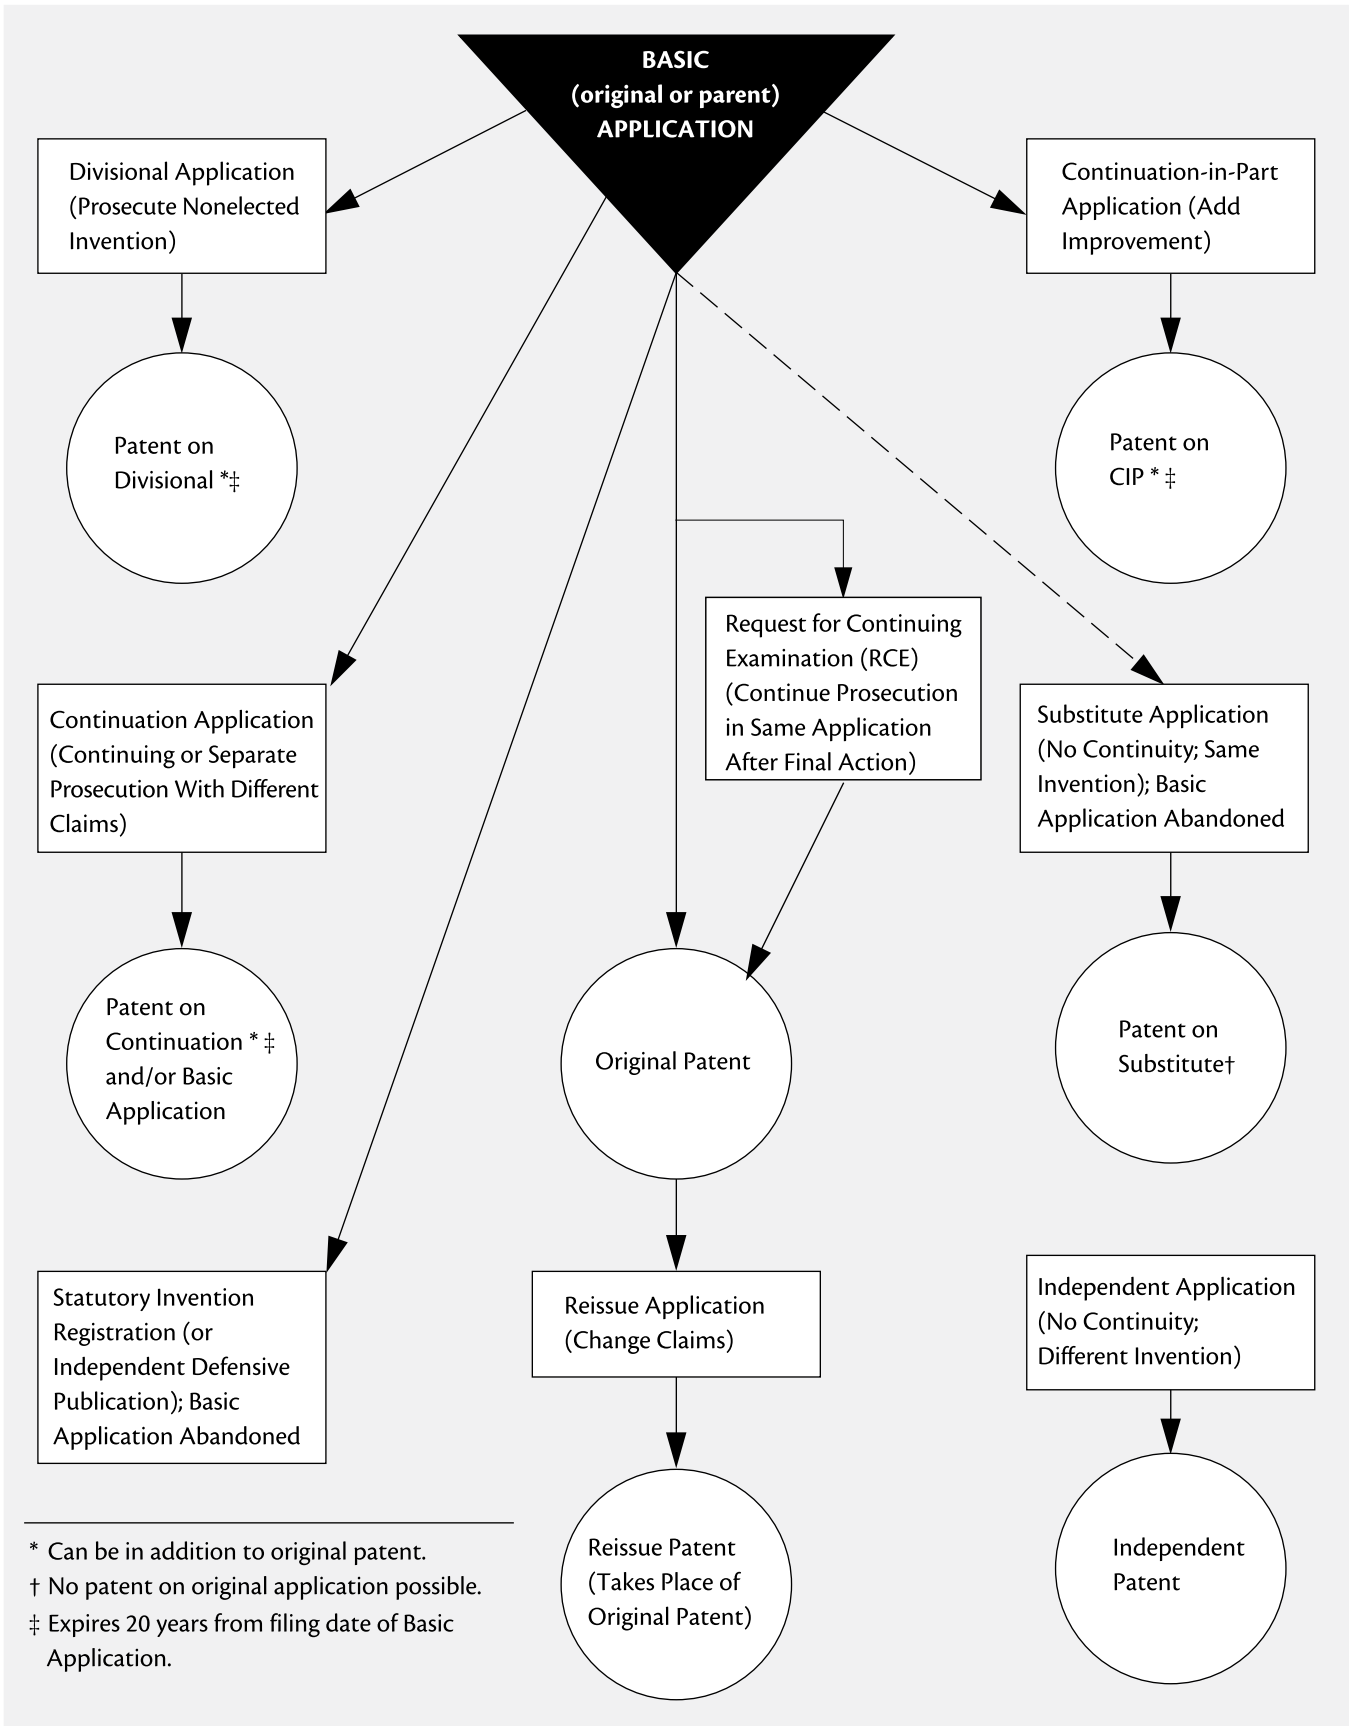 BASIC
(original or parent)
APPLICATION
Divisional Application
(Prosecute Nonelected
Invention)
Continuation-in-Part
Application (Add
Improvement)
Patent on
Divisional *‡
Patent on
CIP * ‡
Request for Continuing
Examination (RCE)
(Continue Prosecution
in Same Application
After Final Action)
Continuation Application
(Continuing or Separate
Prosecution With Different
Claims)
Substitute Application
(No Continuity; Same
Invention); Basic
Application Abandoned
Patent on
Continuation * ‡
and/or Basic
Application
Original Patent
Patent on
Substitute†
Statutory Invention
Registration (or
Independent Defensive
Publication); Basic
Application Abandoned
Reissue Application
(Change Claims)
Independent Application
(No Continuity;
Different Invention)
Reissue Patent
(Takes Place of
Original Patent)
Independent
Patent
* Can be in addition to original patent.
† No patent on original application possible.
‡ Expires 20 years from filing date of Basic
Application.